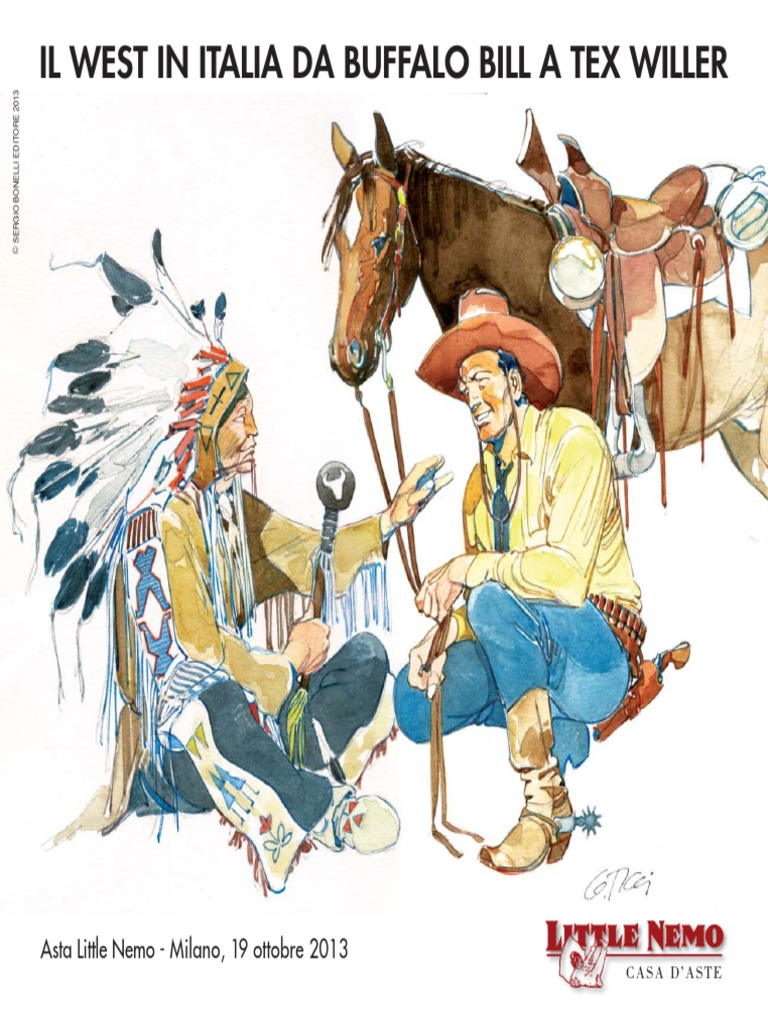 IL WEST IN ITALIA DA BUFFALO BILL A TEX WILLER
© SERGIO BONELLI EDITORE 2013
G. Ticci
Asta Little Nemo - Milano, 19 ottobre 2013
LITTLE NEMO
CASA D'ASTE